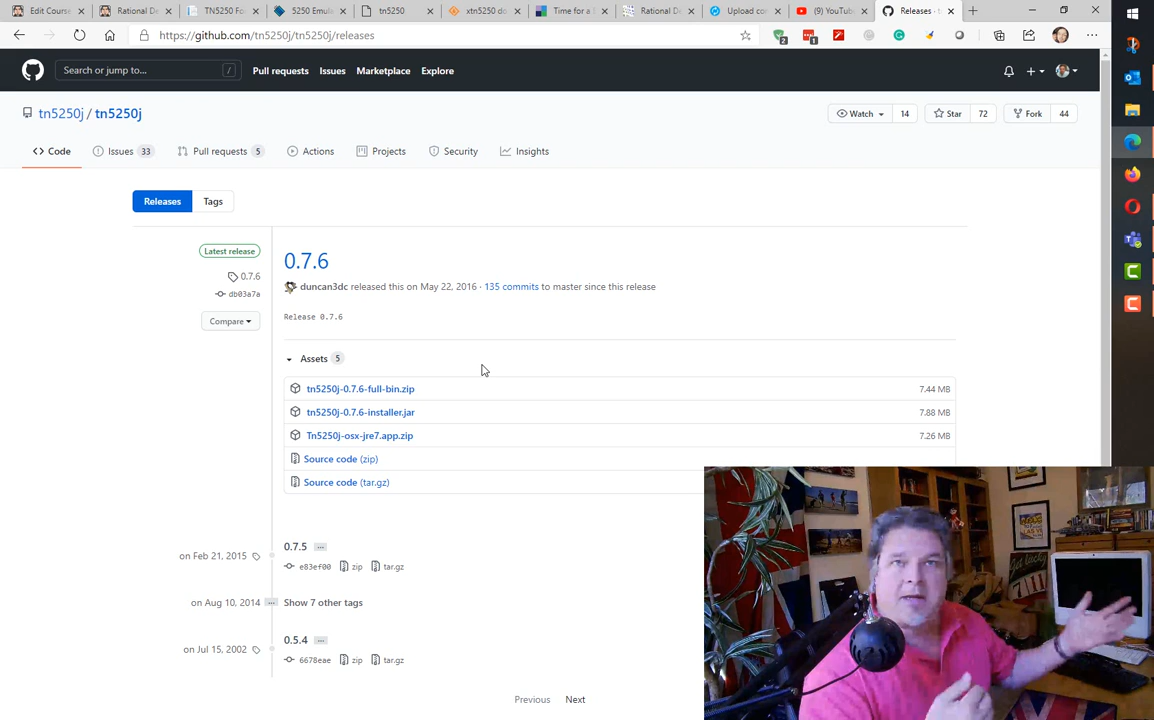 Edit Course
Rational De
TN5250 Fo
5250 Emul
tn5250
xtn5250 do
Time for a
Rational De
Upload con
(9) YouTub
Releases · t
https://github.com/tn5250j/tn5250j/releases
2
1
Search or jump to...
/
Pull requests Issues Marketplace Explore
tn5250j / tn5250j
Watch 14 Star 72 Fork 44
Code Issues 33 Pull requests 5 Actions Projects Security Insights
Releases Tags
Latest release
0.7.6
db03a7a
Compare
0.7.6
duncan3dc released this on May 22, 2016 · 135 commits to master since this release
Release 0.7.6
Assets 5
tn5250j-0.7.6-full-bin.zip 7.44 MB
tn5250j-0.7.6-installer.jar 7.88 MB
Tn5250j-osx-jre7.app.zip 7.26 MB
Source code (zip)
Source code (tar.gz)
on Feb 21, 2015
0.7.5 ...
e83ef00 zip tar.gz
on Aug 10, 2014 ... Show 7 other tags
on Jul 15, 2002
0.5.4 ...
6678eae zip tar.gz
Previous Next